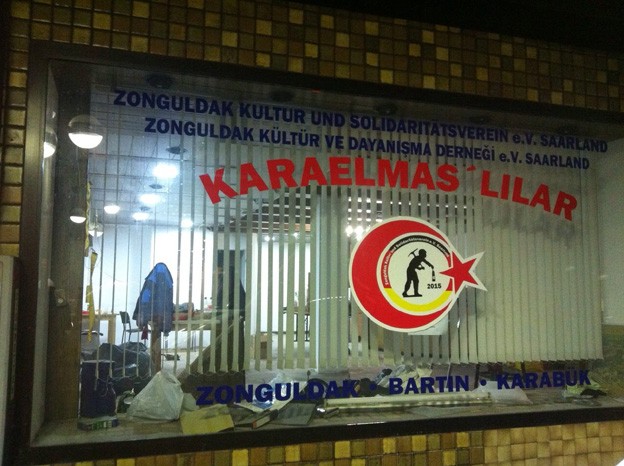 ZONGULDAK KULTUR UND SOLIDARITÄTSVEREIN e.V. SAARLAND
ZONGULDAK KÜLTÜR VE DAYANIŞMA DERNEĞİ e.V. SAARLAND
KARAELMAS´LILAR
2015
ZONGULDAK • BARTIN • KARABÜK